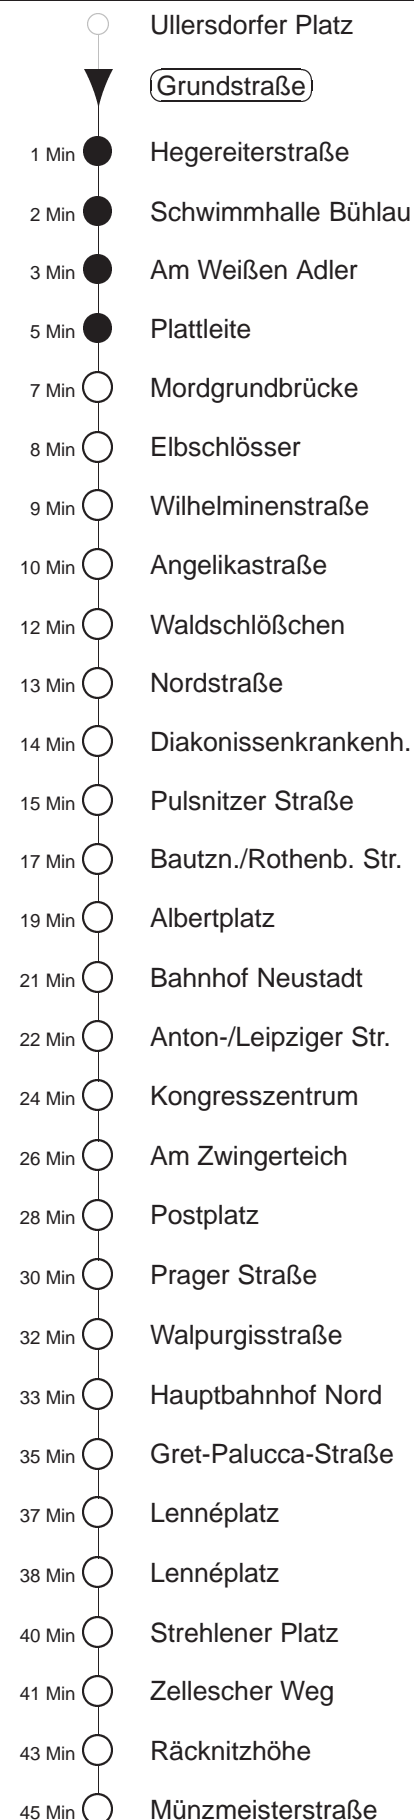 Ullersdorfer Platz
Grundstraße
1 Min Hegereiterstraße
2 Min Schwimmhalle Bühlau
3 Min Am Weißen Adler
5 Min Plattleite
7 Min Mordgrundbrücke
8 Min Elbschlösser
9 Min Wilhelminenstraße
10 Min Angelikastraße
12 Min Waldschlößchen
13 Min Nordstraße
14 Min Diakonissenkrankenh.
15 Min Pulsnitzer Straße
17 Min Bautzn./Rothenb. Str.
19 Min Albertplatz
21 Min Bahnhof Neustadt
22 Min Anton-/Leipziger Str.
24 Min Kongresszentrum
26 Min Am Zwingerteich
28 Min Postplatz
30 Min Prager Straße
32 Min Walpurgisstraße
33 Min Hauptbahnhof Nord
35 Min Gret-Palucca-Straße
37 Min Lennéplatz
38 Min Lennéplatz
40 Min Strehlener Platz
41 Min Zellescher Weg
43 Min Räcknitzhöhe
45 Min Münzmeisterstraße